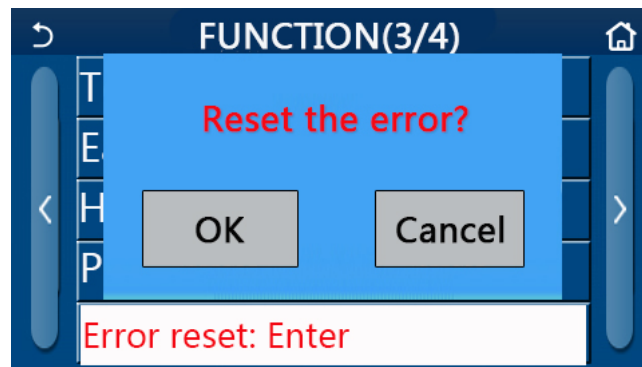 FUNCTION(3/4)
T
E
Reset the error?
H
OK
Cancel
P
Error reset: Enter